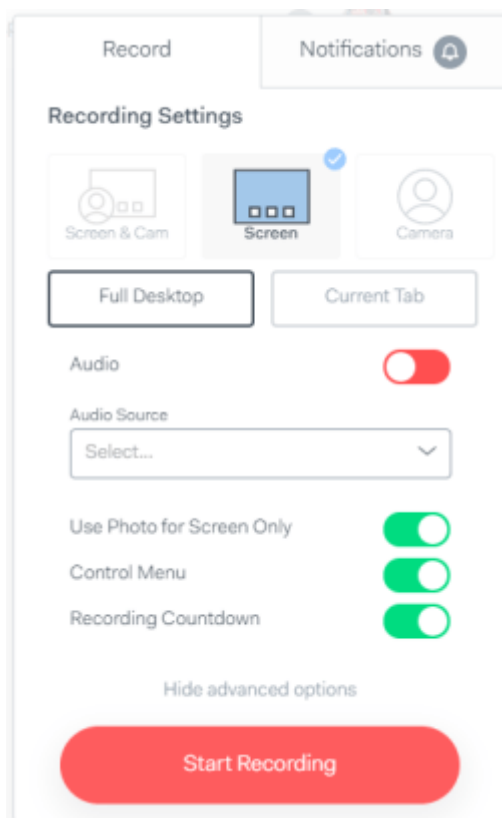 Record
Notifications
Recording Settings
Screen & Cam
Screen
Camera
Full Desktop
Current Tab
Audio
Audio Source
Select...
Use Photo for Screen Only
Control Menu
Recording Countdown
Hide advanced options
Start Recording